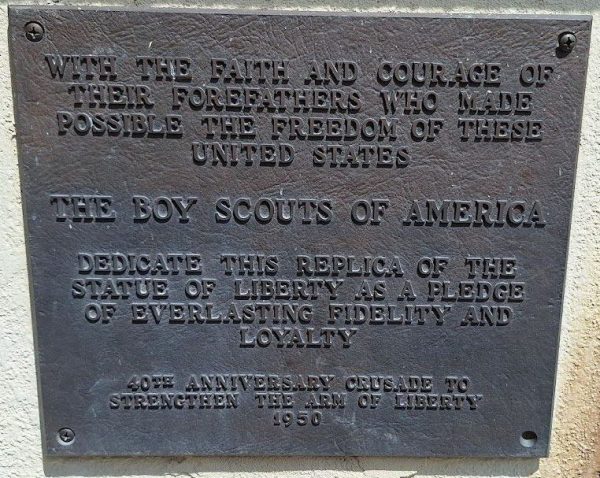 WITH THE FAITH AND COURAGE OF
THEIR FOREFATHERS WHO MADE
POSSIBLE THE FREEDOM OF THESE
UNITED STATES
THE BOY SCOUTS OF AMERICA
DEDICATE THIS REPLICA OF THE
STATUE OF LIBERTY AS A PLEDGE
OF EVERLASTING FIDELITY AND
LOYALTY
40TH ANNIVERSARY CRUSADE TO
STRENGTHEN THE ARM OF LIBERTY
1950